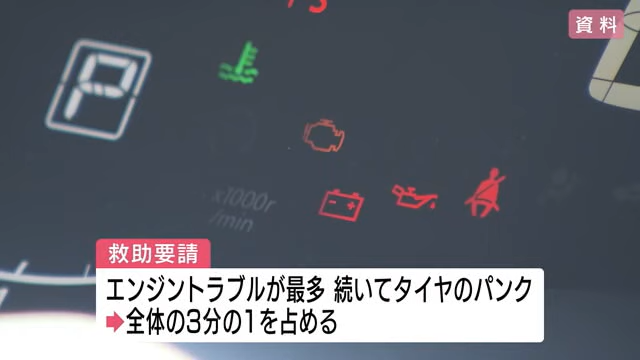 資料
P
x1000r
/min
救助要請
エンジントラブルが最多 続いてタイヤのパンク
➡全体の3分の1を占める